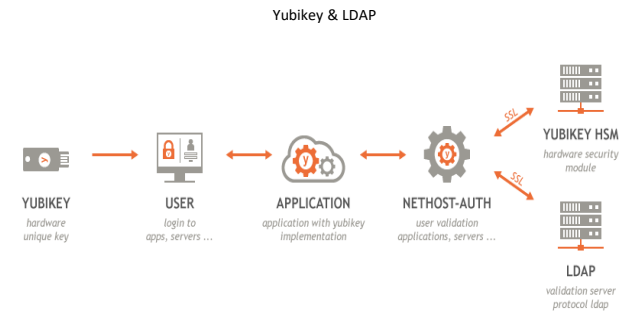 Yubikey & LDAP
SSL
YUBIKEY HSM
hardware security
module
YUBIKEY
hardware
unique key
USER
login to
apps, servers ...
APPLICATION
application with yubikey
implementation
NETHOST-AUTH
user validation
applications, servers ...
SSL
LDAP
validation server
protocol ldap